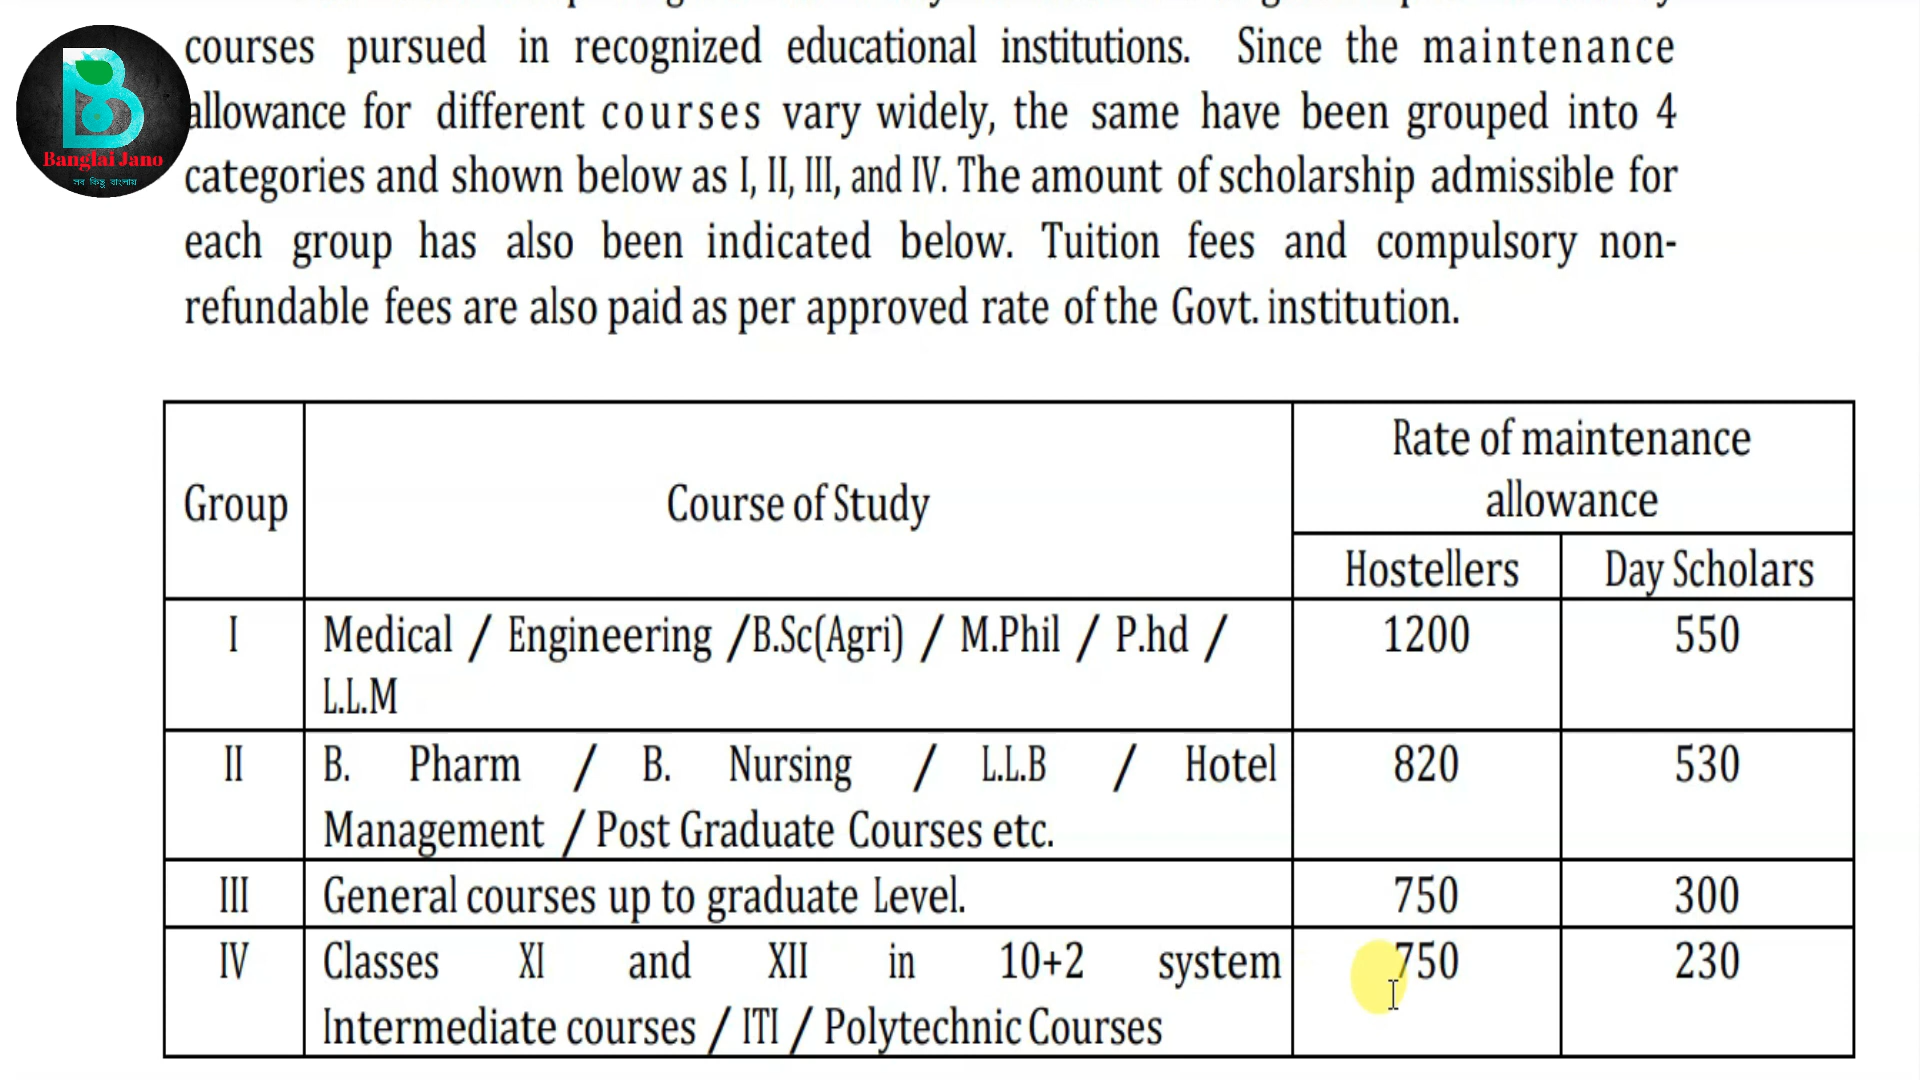 courses pursued in recognized educational institutions. Since the maintenance
allowance for different courses vary widely, the same have been grouped into 4
categories and shown below as I, II, III, and IV. The amount of scholarship admissible for
each group has also been indicated below. Tuition fees and compulsory non-
refundable fees are also paid as per approved rate of the Govt. institution.
Banglai Jano
সব কিছু বাংলায়
Group
Course of Study
Rate of maintenance
allowance
Hostellers
Day Scholars
I
Medical / Engineering /B.Sc(Agri) / M.Phil / P.hd /
L.L.M
1200
550
II
B. Pharm / B. Nursing / L.L.B / Hotel
Management / Post Graduate Courses etc.
820
530
III
General courses up to graduate Level.
750
300
IV
Classes XI and XII in 10+2 system
Intermediate courses / ITI / Polytechnic Courses
750
230